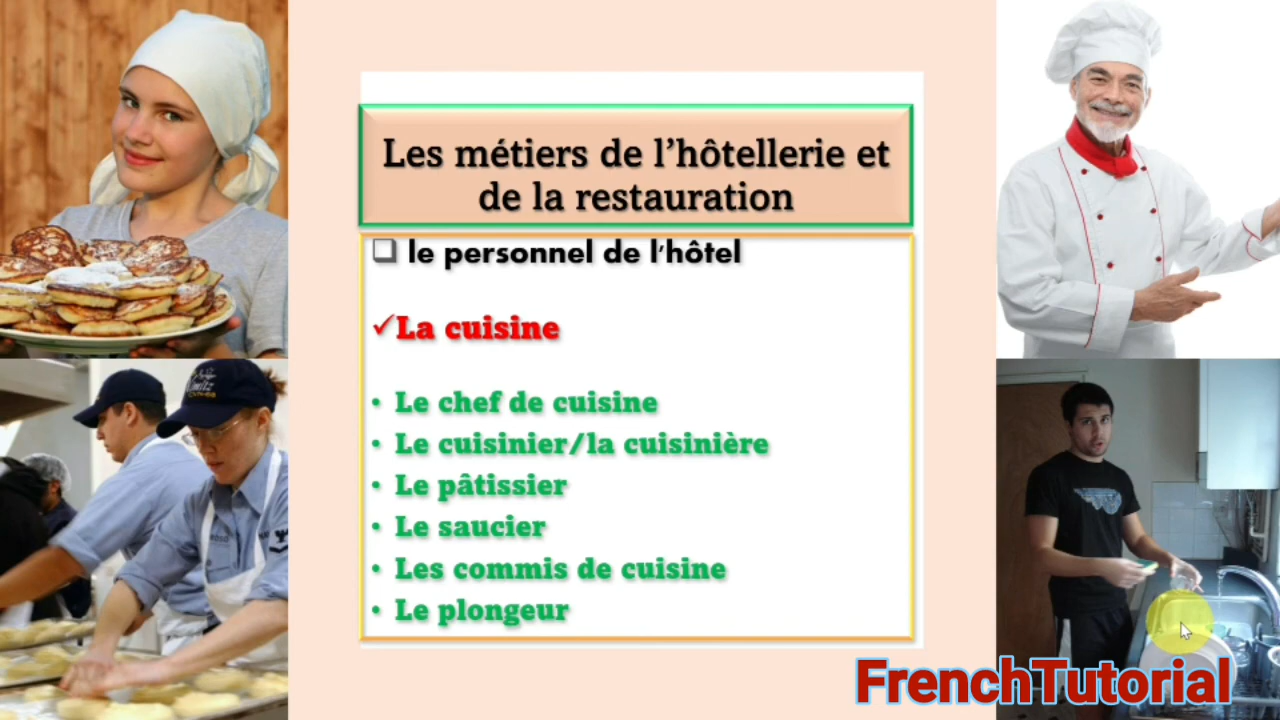 Les métiers de l'hôtellerie et
de la restauration
le personnel de l'hôtel
La cuisine
Le chef de cuisine
Le cuisinier/la cuisinière
Le pâtissier
Le saucier
Les commis de cuisine
Le plongeur
FrenchTutorial